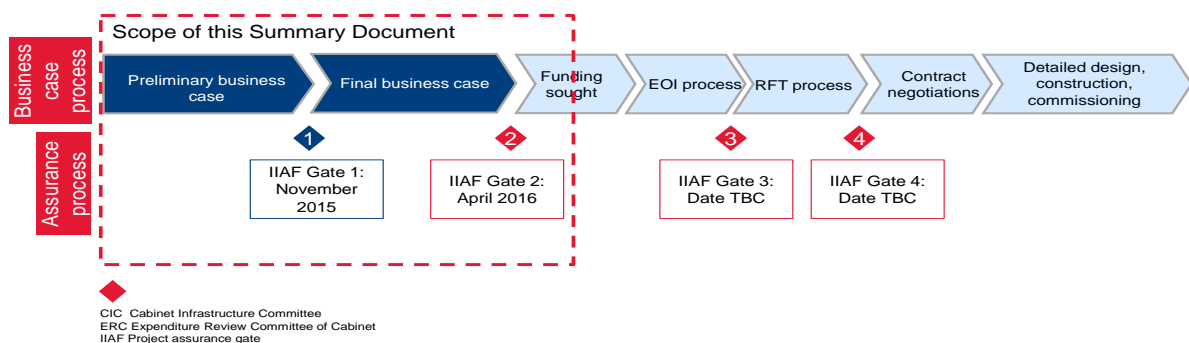 Scope of this Summary Document
Business
case
process
Preliminary business
case
Final business case
Funding
sought
EOI process
RFT process
Contract
negotiations
Detailed design,
construction,
commissioning
Assurance
process
1
2
3
4
IIAF Gate 1:
November
2015
IIAF Gate 2:
April 2016
IIAF Gate 3:
Date TBC
IIAF Gate 4:
Date TBC
CIC Cabinet Infrastructure Committee
ERC Expenditure Review Committee of Cabinet
IIAF Project assurance gate